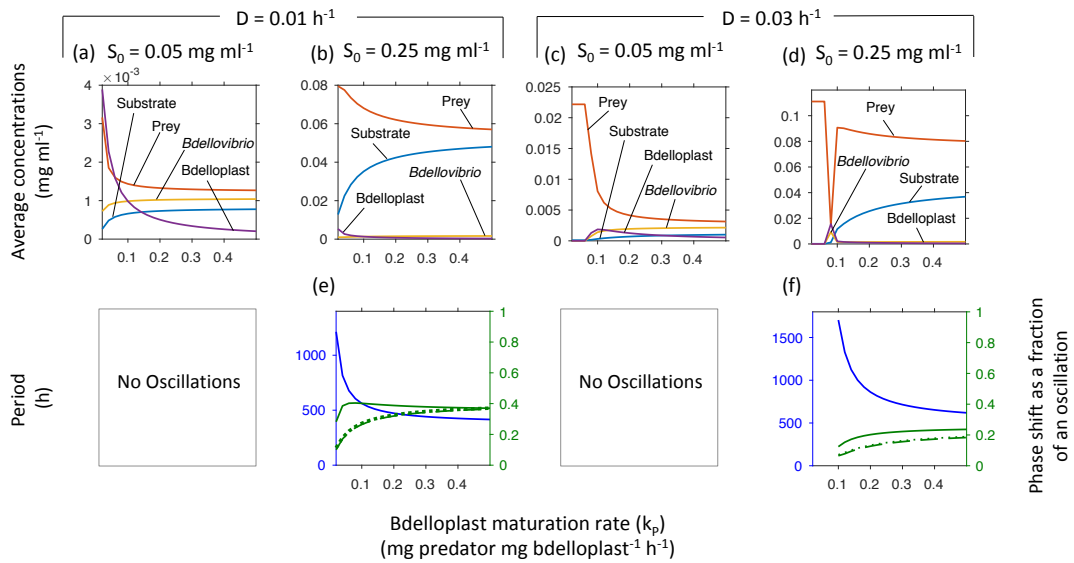 D = 0.01 h-1
D = 0.03 h-1
(a) S0 = 0.05 mg ml-1
(b) S0 = 0.25 mg ml-1
(c) S0 = 0.05 mg ml-1
(d) S0 = 0.25 mg ml-1
Average concentrations
(mg ml-1)
× 10-3
4
3
2
1
0
0.1 0.2 0.3 0.4
Substrate
Prey
Bdellovibrio
Bdelloplast
0.08
0.06
0.04
0.02
0
0.1 0.2 0.3 0.4
Prey
Substrate
Bdellovibrio
Bdelloplast
0.025
0.02
0.015
0.01
0.005
0
0.1 0.2 0.3 0.4
Prey
Substrate
Bdelloplast
Bdellovibrio
0.1
0.08
0.06
0.04
0.02
0
0.1 0.2 0.3 0.4
Prey
Bdellovibrio
Substrate
Bdelloplast
Period
(h)
No Oscillations
(e)
1000
500
0
1
0.8
0.6
0.4
0.2
0
0.1 0.2 0.3 0.4
No Oscillations
(f)
1500
1000
500
0
1
0.8
0.6
0.4
0.2
0
0.1 0.2 0.3 0.4
Phase shift as a fraction
of an oscillation
Bdelloplast maturation rate (kP)
(mg predator mg bdelloplast-1 h-1)